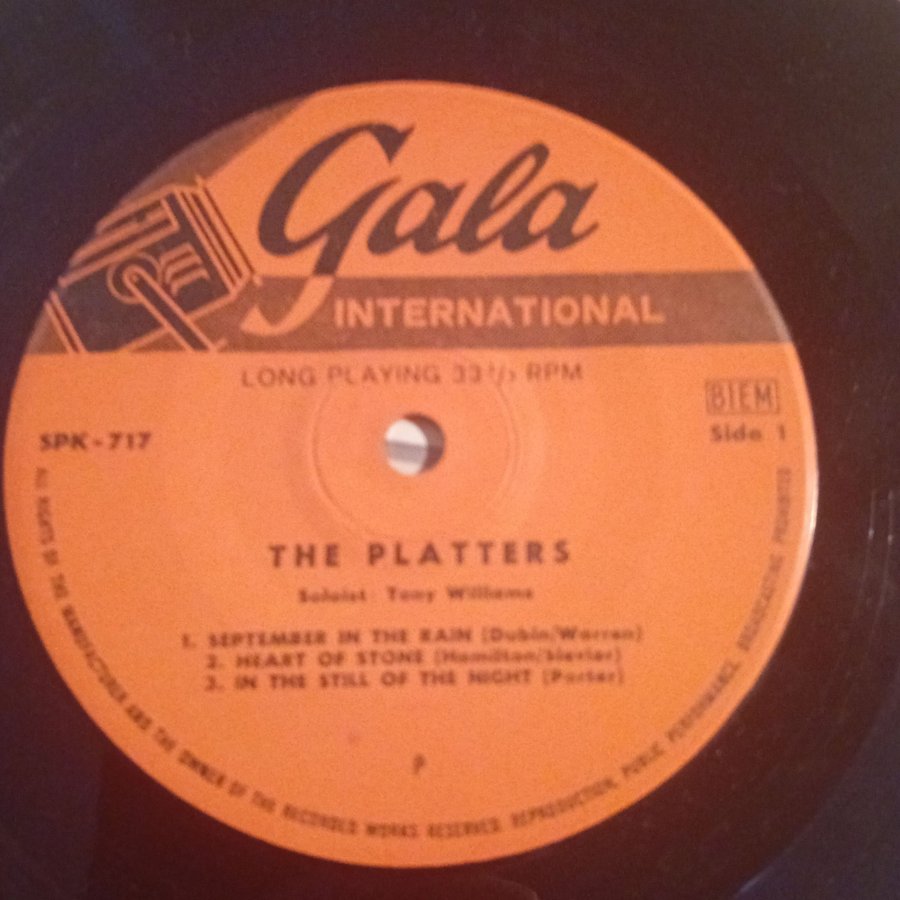 Gala
INTERNATIONAL
LONG PLAYING 33 1/3 RPM
BIEM
SPK-717
Side 1
THE PLATTERS
Soloist: Tony Williams
1. SEPTEMBER IN THE RAIN (Dubin/Warren)
2. HEART OF STONE (Hamilton/
3. IN THE STILL OF THE NIGHT (Porter)
P
ALL RIGHTS OF THE MANUFACTURER AND THE OWNER OF THE RECORDED WORKS RESERVED. REPRODUCTION, PUBLIC PERFORMANCE, BROADCASTING PROHIBITED